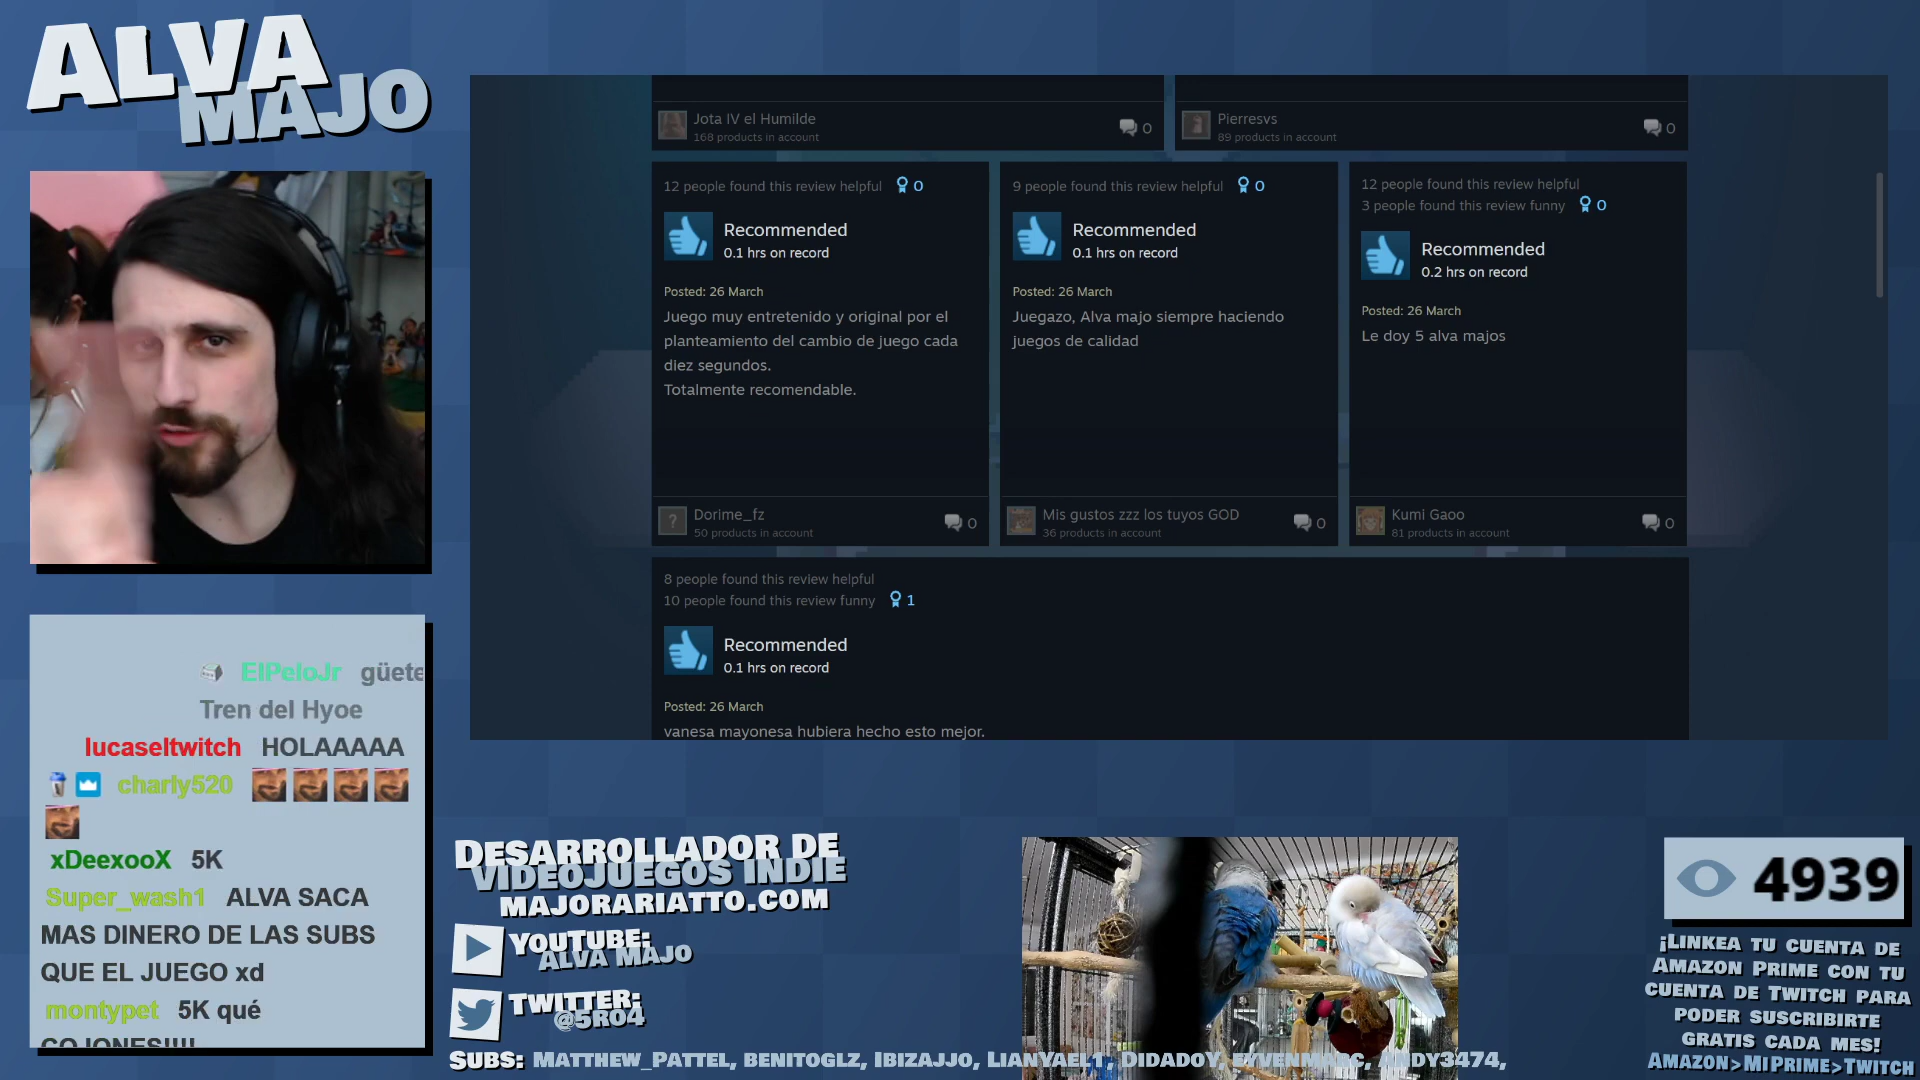 ALVA
MAJO
Jota IV el Humilde
168 products in account
0
Pierresvs
89 products in account
0
12 people found this review helpful 0
Recommended
0.1 hrs on record
Posted: 26 March
Juego muy entretenido y original por el
planteamiento del cambio de juego cada
diez segundos.
Totalmente recomendable.
Dorime_fz
50 products in account
0
9 people found this review helpful 0
Recommended
0.1 hrs on record
Posted: 26 March
Juegazo, Alva majo siempre haciendo
juegos de calidad
Mis gustos zzz los tuyos GOD
36 products in account
0
12 people found this review helpful
3 people found this review funny 0
Recommended
0.2 hrs on record
Posted: 26 March
Le doy 5 alva majos
Kumi Gaoo
81 products in account
0
8 people found this review helpful
10 people found this review funny 1
Recommended
0.1 hrs on record
Posted: 26 March
vanesa mayonesa hubiera hecho esto mejor.
ElPeloJr güete
Tren del Hyoe
lucaseltwitch HOLAAAAA
charly520
xDeexooX 5K
Super_wash1 ALVA SACA
MAS DINERO DE LAS SUBS
QUE EL JUEGO xd
montypet 5K qué
COJONES!!!!
DESARROLLADOR DE
VIDEOJUEGOS INDIE
MAJORARIATTO.COM
YOUTUBE:
ALVA MAJO
TWITTER:
@5RO4
SUBS: MATTHEW_PATTEL, BENITOGLZ, IBIZAJJO, LIANYAEL1, DIDADOY, EYVENMARC, ANDY3474,
4939
¡LINKEA TU CUENTA DE
AMAZON PRIME CON TU
CUENTA DE TWITCH PARA
PODER SUSCRIBIRTE
GRATIS CADA MES!
AMAZON>MIPRIME>TWITCH